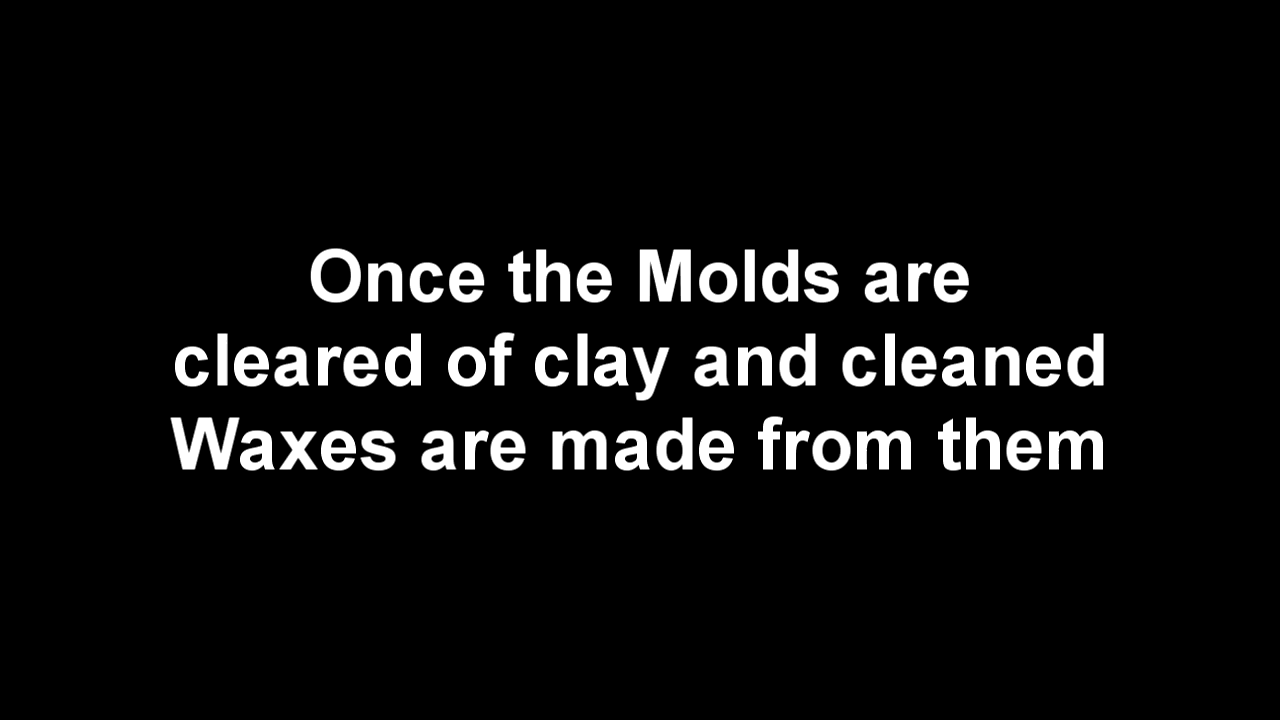 Once the Molds are
cleared of clay and cleaned
Waxes are made from them